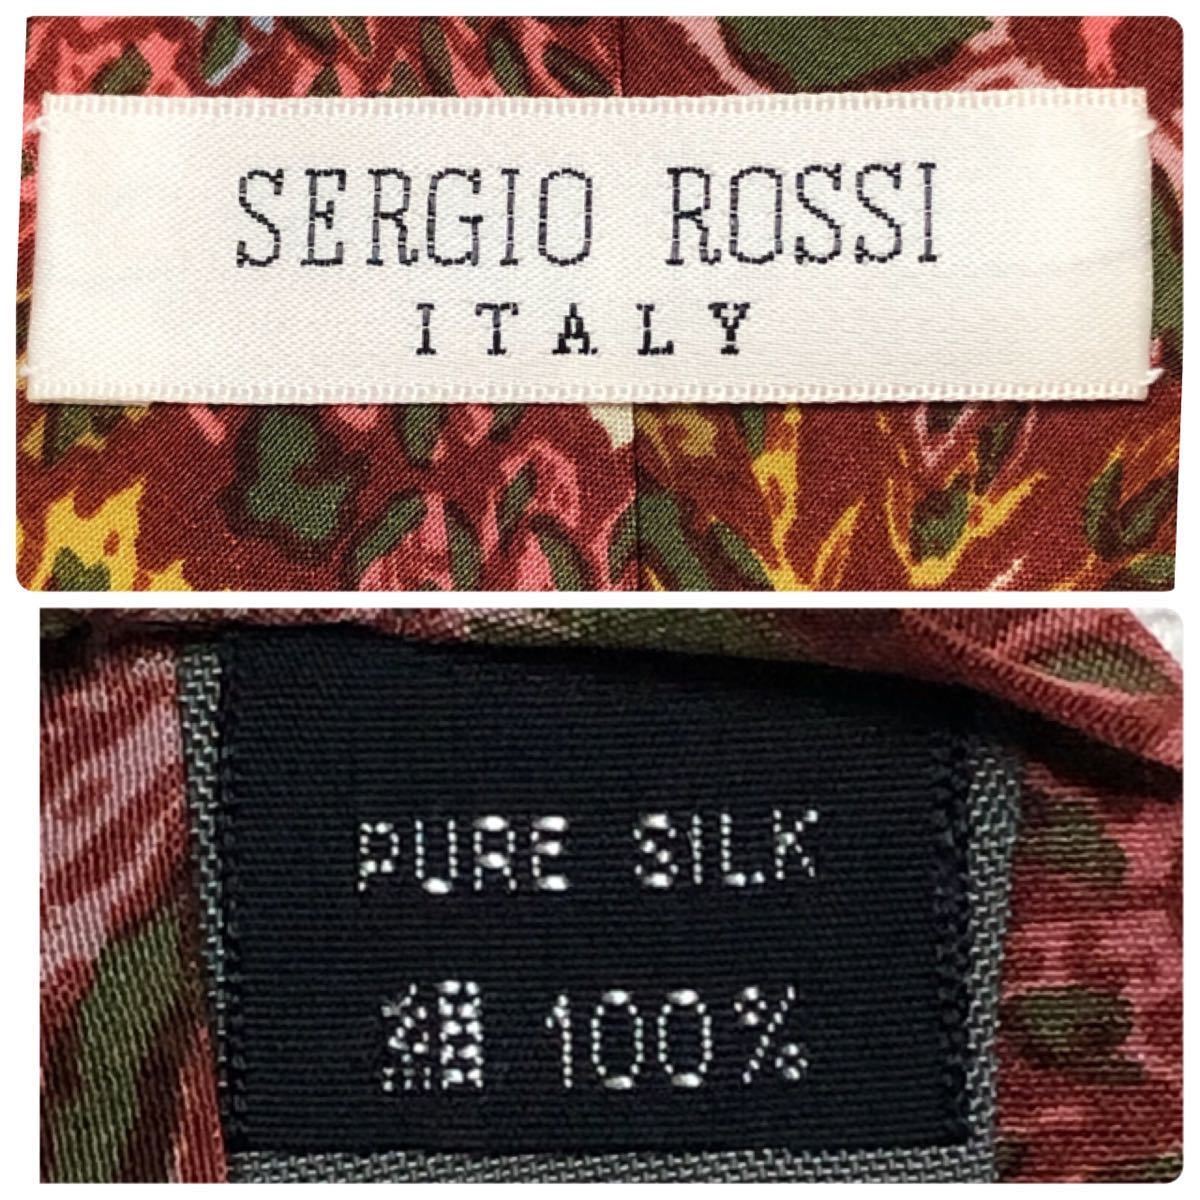 SERGIO ROSSI
ITALY
PURE SILK
絹 100%